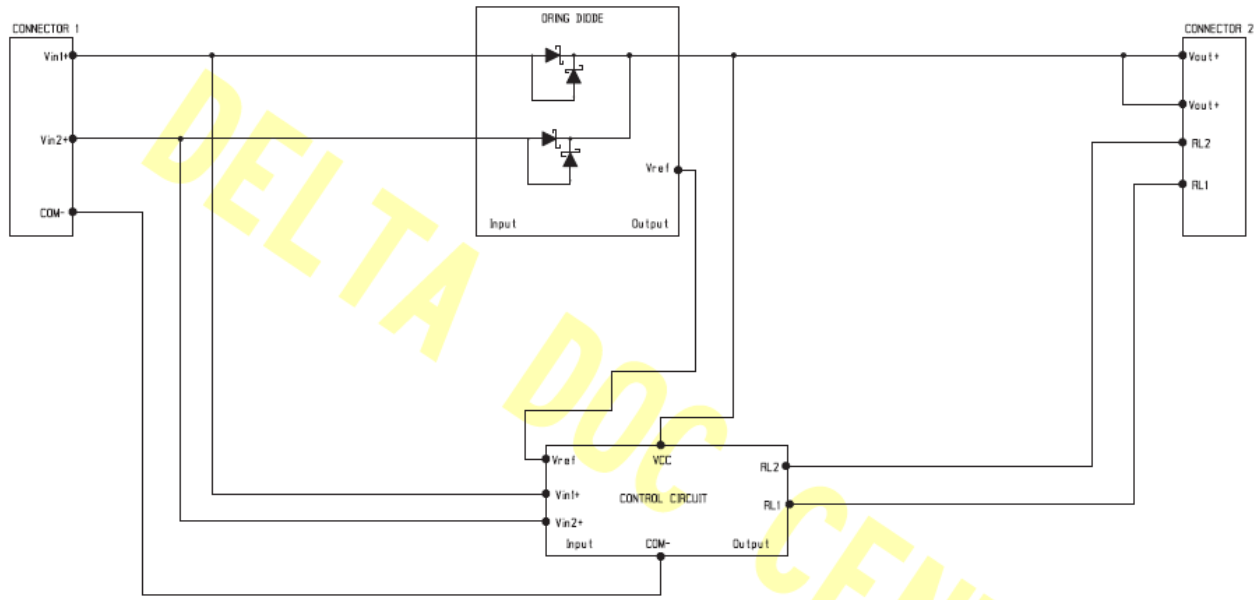 CONNECTOR 1
Vin1+
Vin2+
COM-
ORING DIODE
Vref
Input
Output
CONNECTOR 2
Vout+
Vout+
RL2
RL1
Vref
VCC
RL2
Vin1+
CONTROL CIRCUIT
RL1
Vin2+
Input
COM-
Output
DELTA DOC